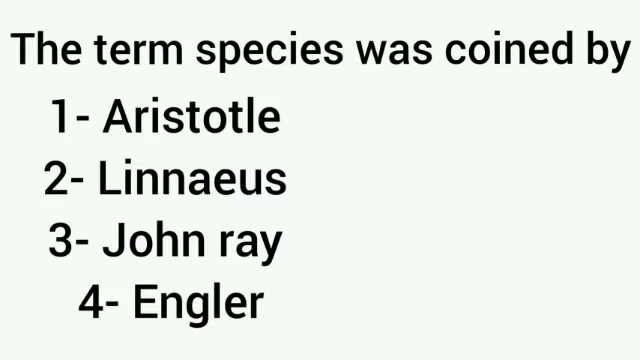 The term species was coined by
1- Aristotle
2- Linnaeus
3- John ray
4- Engler